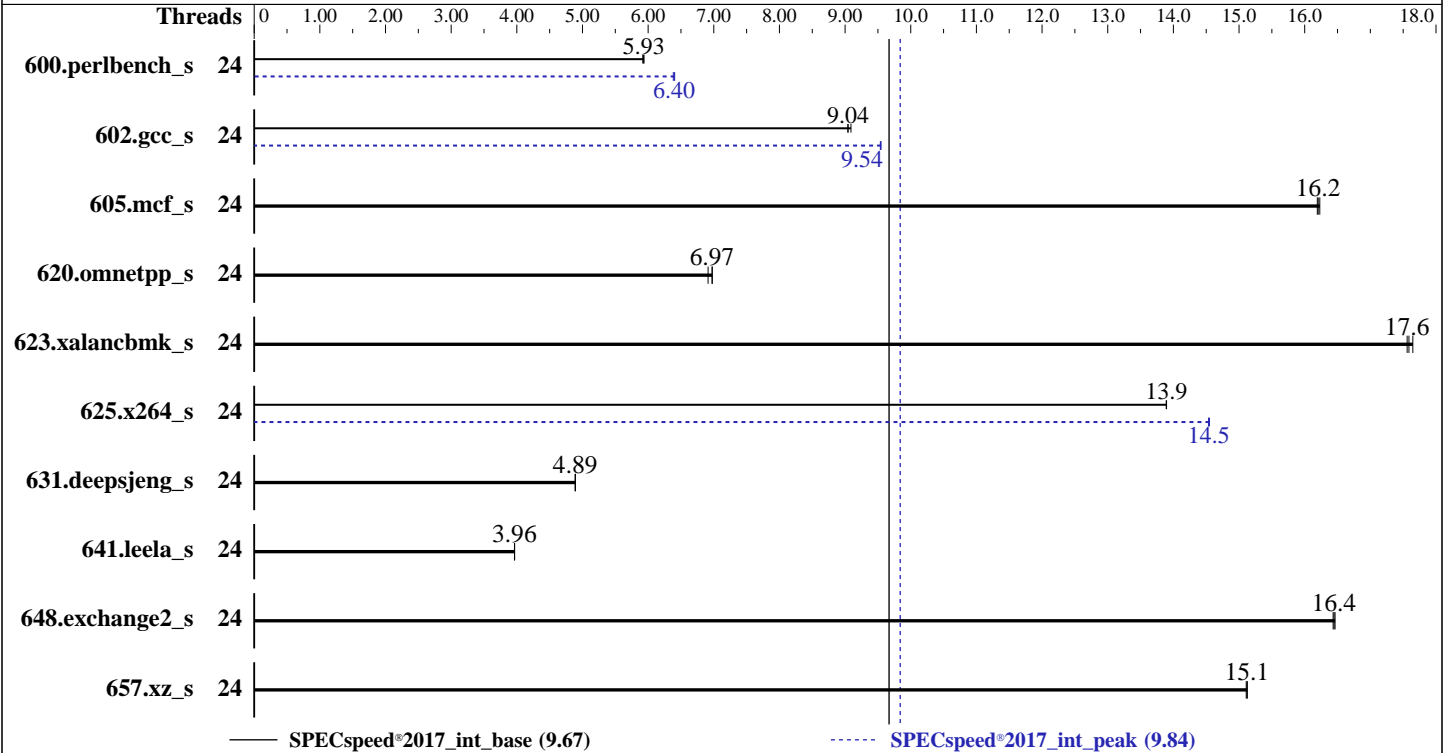 Threads 0 1.00 2.00 3.00 4.00 5.00 6.00 7.00 8.00 9.00 10.0 11.0 12.0 13.0 14.0 15.0 16.0 18.0
5.93
600.perlbench_s 24
6.40
9.04
602.gcc_s 24
9.54
16.2
605.mcf_s 24
6.97
620.omnetpp_s 24
17.6
623.xalancbmk_s 24
13.9
625.x264_s 24
14.5
4.89
631.deepsjeng_s 24
3.96
641.leela_s 24
16.4
648.exchange2_s 24
15.1
657.xz_s 24
SPECspeed®2017_int_base (9.67) SPECspeed®2017_int_peak (9.84)